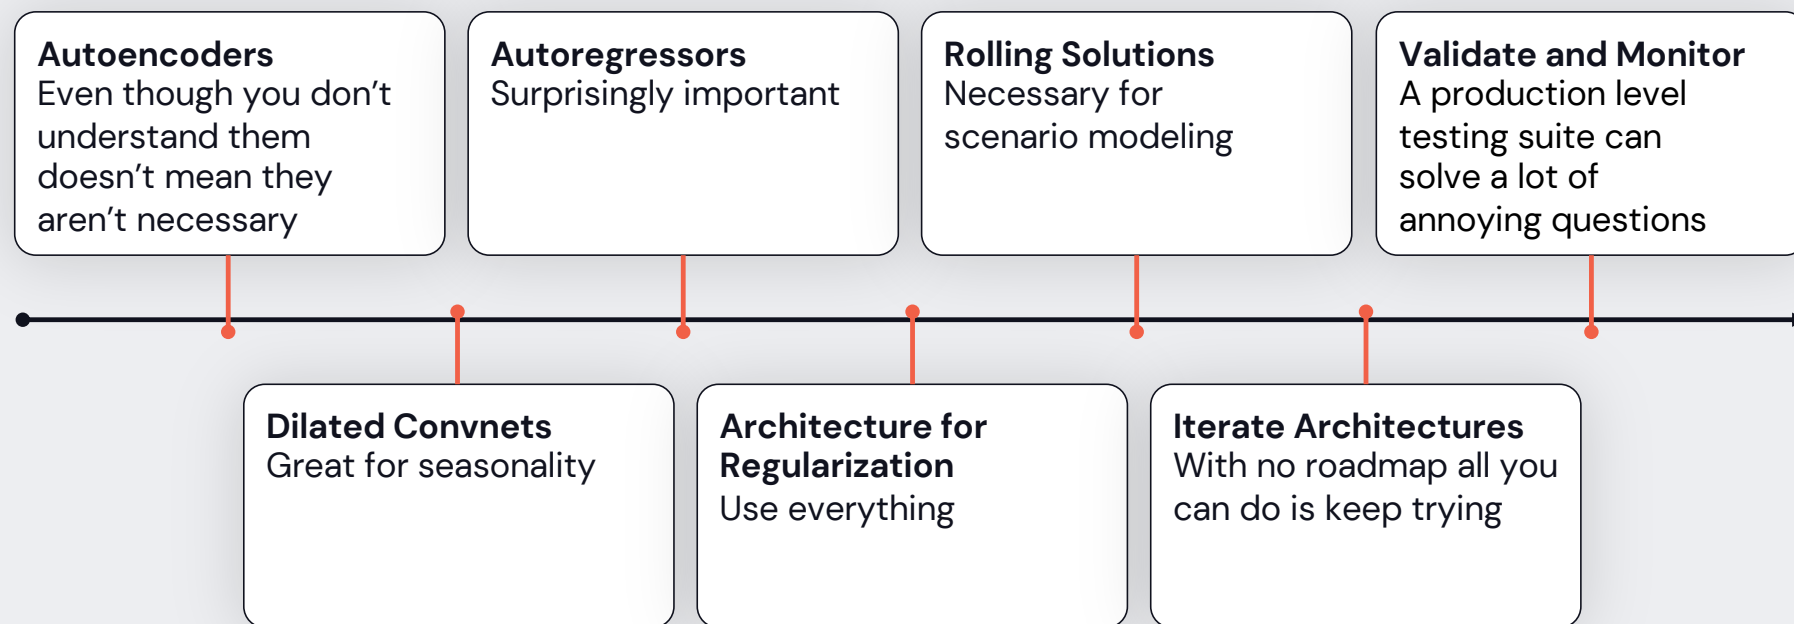 Autoencoders
Even though you don’t
understand them
doesn’t mean they
aren’t necessary
Autoregressors
Surprisingly important
Rolling Solutions
Necessary for
scenario modeling
Validate and Monitor
A production level
testing suite can
solve a lot of
annoying questions
Dilated Convnets
Great for seasonality
Architecture for
Regularization
Use everything
Iterate Architectures
With no roadmap all you
can do is keep trying